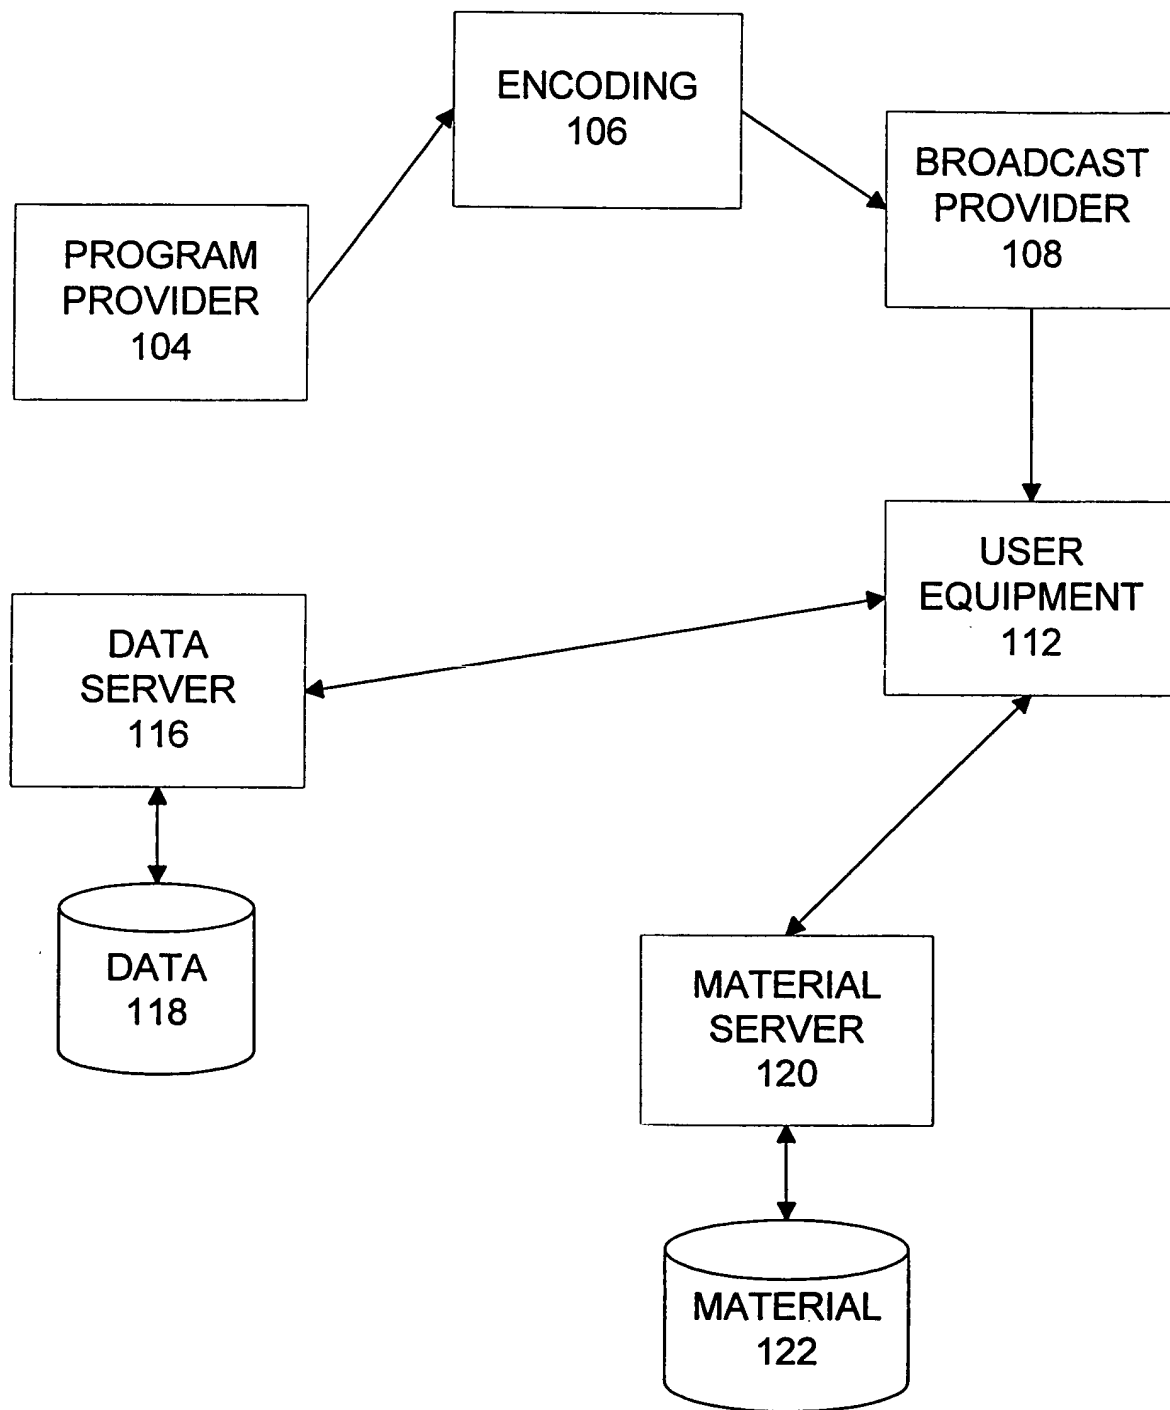 ENCODING
106
BROADCAST
PROVIDER
108
PROGRAM
PROVIDER
104
USER
EQUIPMENT
112
DATA
SERVER
116
DATA
118
MATERIAL
SERVER
120
MATERIAL
122